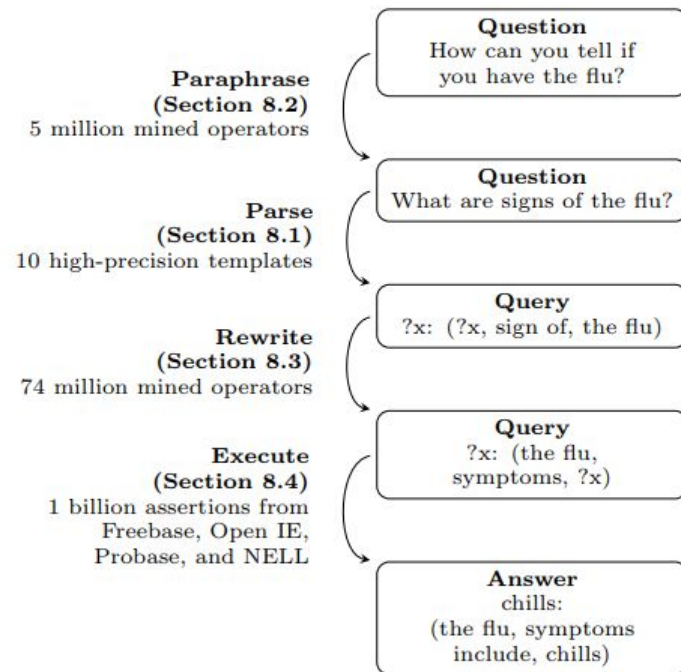 Question
How can you tell if
you have the flu?
Paraphrase
(Section 8.2)
5 million mined operators
Question
What are signs of the flu?
Parse
(Section 8.1)
10 high-precision templates
Query
?x: (?x, sign of, the flu)
Rewrite
(Section 8.3)
74 million mined operators
Query
?x: (the flu,
symptoms, ?x)
Execute
(Section 8.4)
1 billion assertions from
Freebase, Open IE,
Probase, and NELL
Answer
chills:
(the flu, symptoms
include, chills)